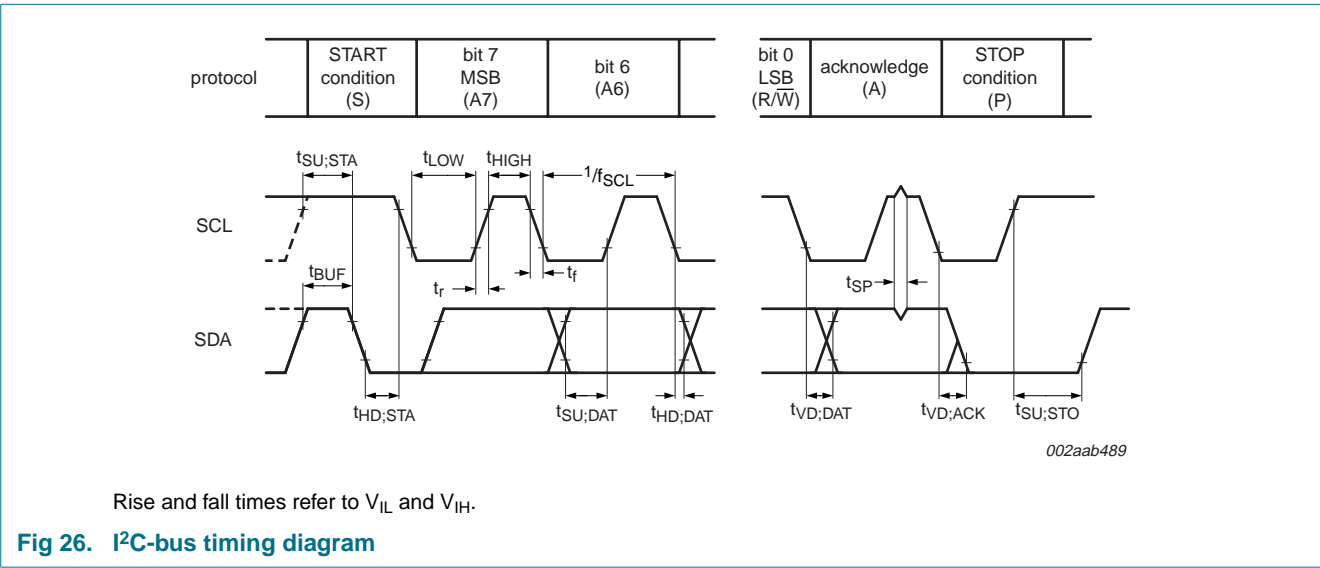 protocol
START
condition
(S)
bit 7
MSB
(A7)
bit 6
(A6)
bit 0
LSB
(R/W̅)
acknowledge
(A)
STOP
condition
(P)
tSU;STA
tLOW
tHIGH
1/fSCL
SCL
tBUF
tr
tf
tSP
SDA
tHD;STA
tSU;DAT
tHD;DAT
tVD;DAT
tVD;ACK
tSU;STO
002aab489
Rise and fall times refer to VIL and VIH.
Fig 26. I²C-bus timing diagram